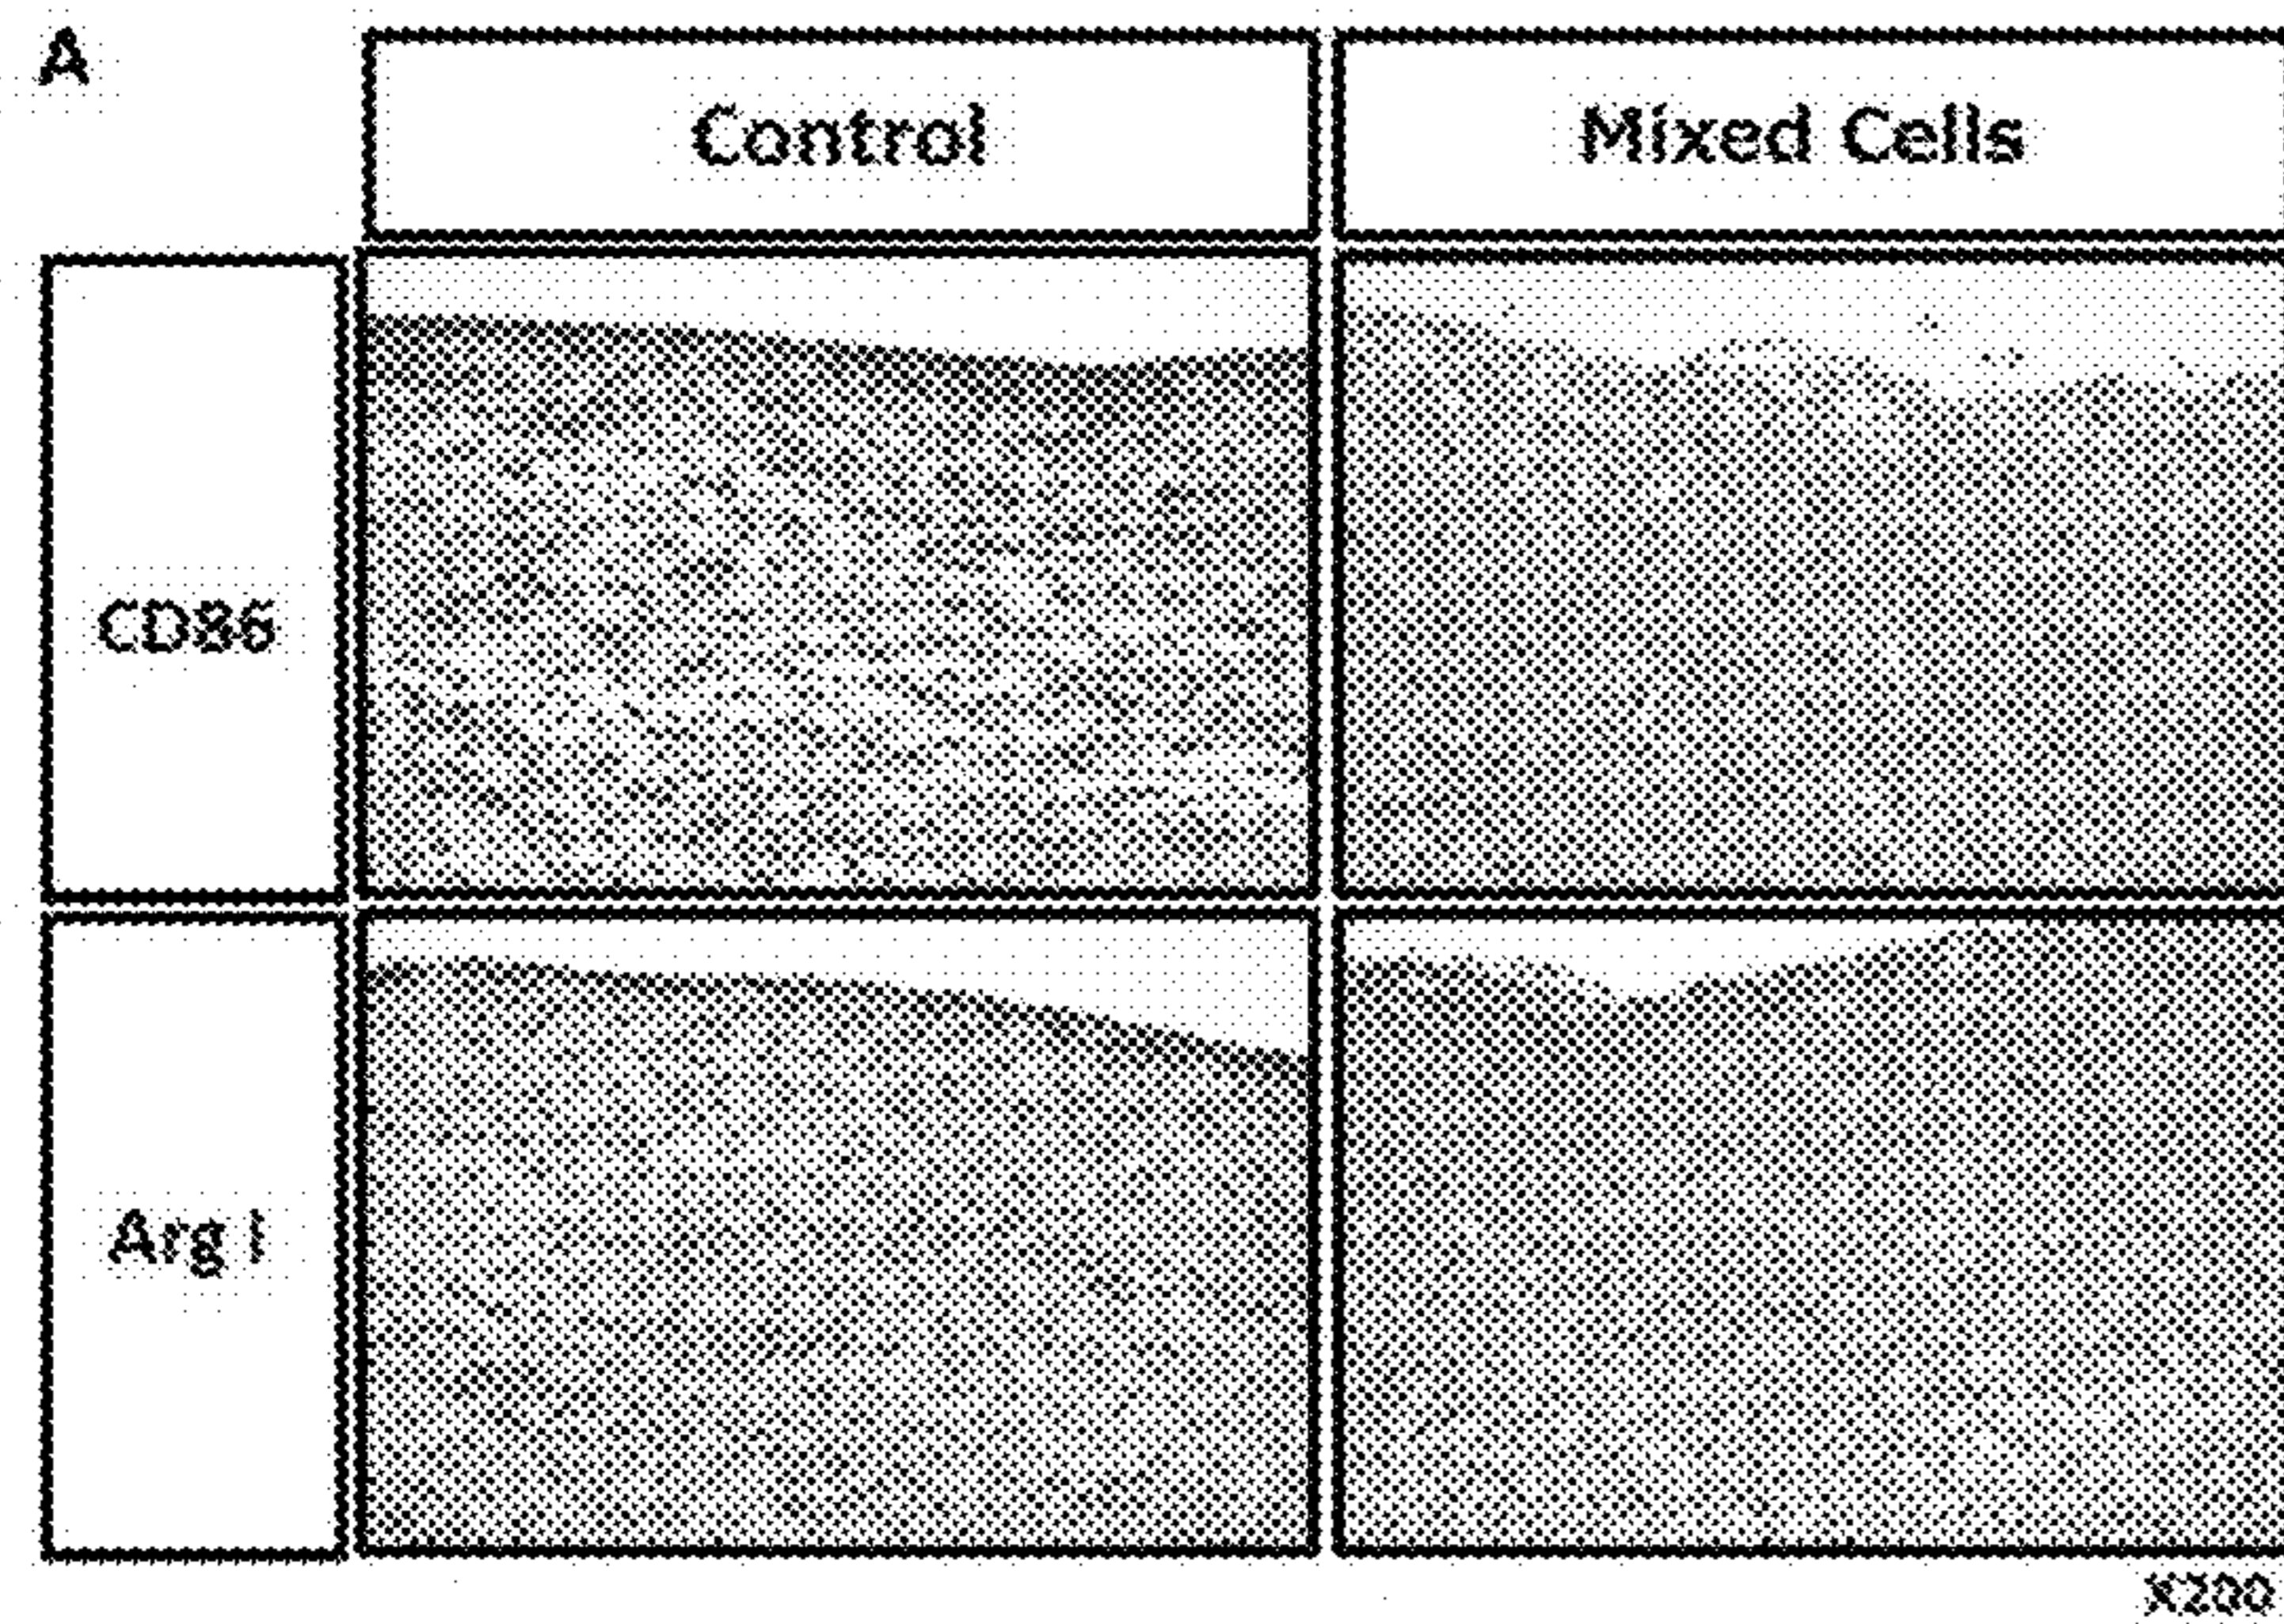 A
Control
Mixed Cells
CD86
Arg I
X200